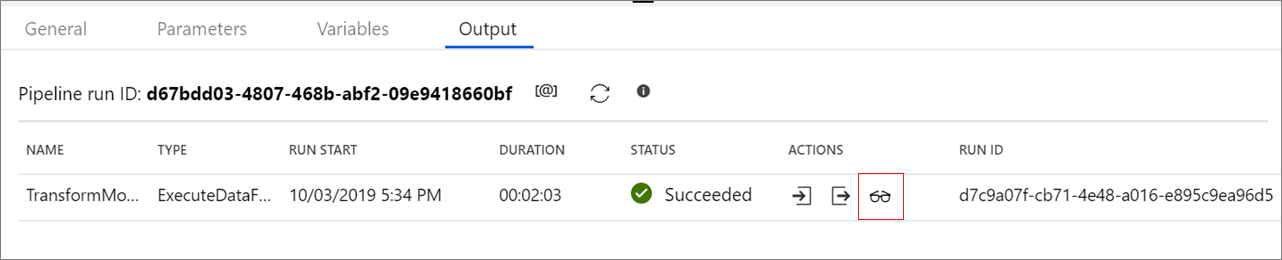 General Parameters Variables Output
Pipeline run ID: d67bdd03-4807-468b-abf2-09e9418660bf [@]
NAME TYPE RUN START DURATION STATUS ACTIONS RUN ID
TransformMo... ExecuteDataF... 10/03/2019 5:34 PM 00:02:03 Succeeded d7c9a07f-cb71-4e48-a016-e895c9ea96d5